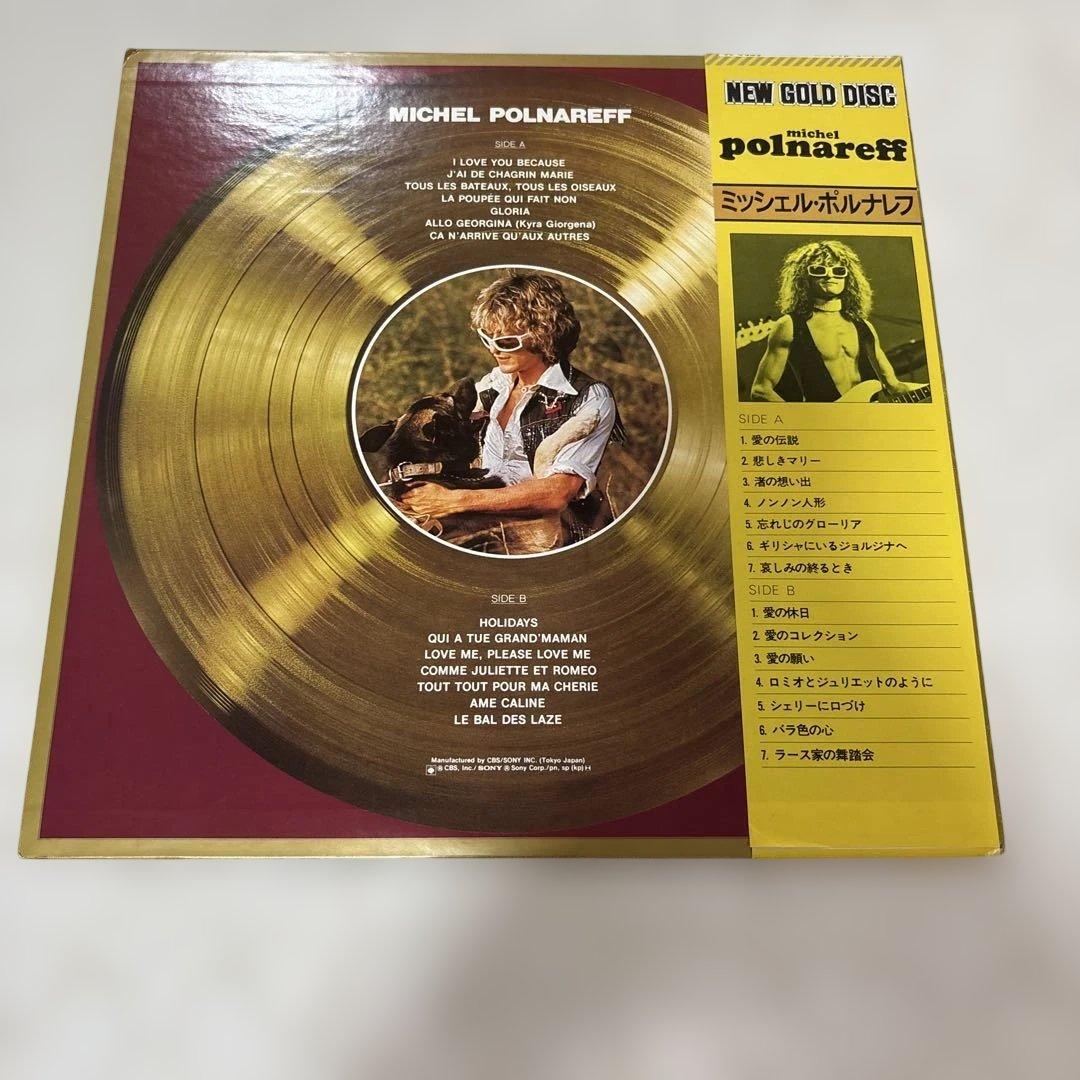 MICHEL POLNAREFF
SIDE A
I LOVE YOU BECAUSE
J'AI DE CHAGRIN MARIE
TOUS LES BATEAUX, TOUS LES OISEAUX
LA POUPÉE QUI FAIT NON
GLORIA
ALLO GEORGINA (Kyra Giorgena)
CA N'ARRIVE QU'AUX AUTRES
SIDE B
HOLIDAYS
QUI A TUE GRAND'MAMAN
LOVE ME, PLEASE LOVE ME
COMME JULIETTE ET ROMEO
TOUT TOUT POUR MA CHERIE
AME CALINE
LE BAL DES LAZE
Manufactured by CBS/SONY INC. (Tokyo Japan)
® CBS, Inc./ SONY ® Sony Corp./pn, sp (kp) H
NEW GOLD DISC
michel
polnareff
ミッシェル・ポルナレフ
SIDE A
1. 愛の伝説
2. 悲しきマリー
3. 渚の想い出
4. ノンノン人形
5. 忘れじのグローリア
6. ギリシャにいるジョルジナへ
7. 哀しみの終るとき
SIDE B
1. 愛の休日
2. 愛のコレクション
3. 愛の願い
4. ロミオとジュリエットのように
5. シェリーに口づけ
6. バラ色の心
7. ラース家の舞踏会